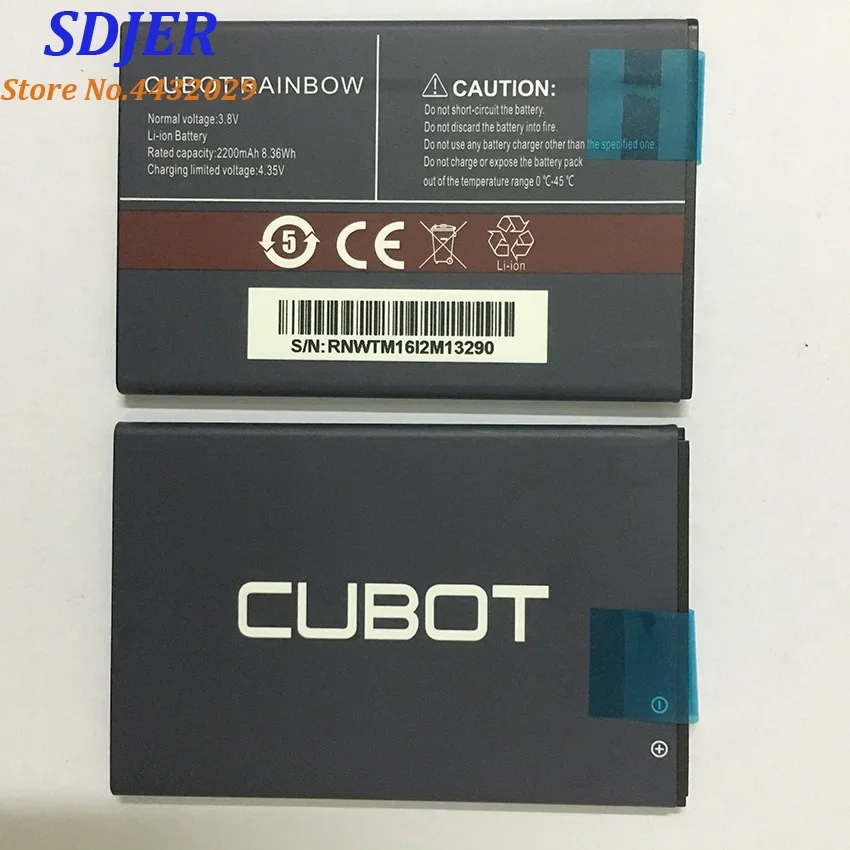 SDJER
Store No.4432029
CUBOT RAINBOW
Normal voltage:3.8V
Li-ion Battery
Rated capacity:2200mAh 8.36Wh
Charging limited voltage:4.35V
CAUTION:
Do not short-circuit the battery.
Do not discard the battery into fire.
Do not use any battery charger other than the specified one.
Do not charge or expose the battery pack
out of the temperature range 0 ℃-45 ℃
5
CE
Li-ion
S/N: RNWTM16I2M13290
CUBOT